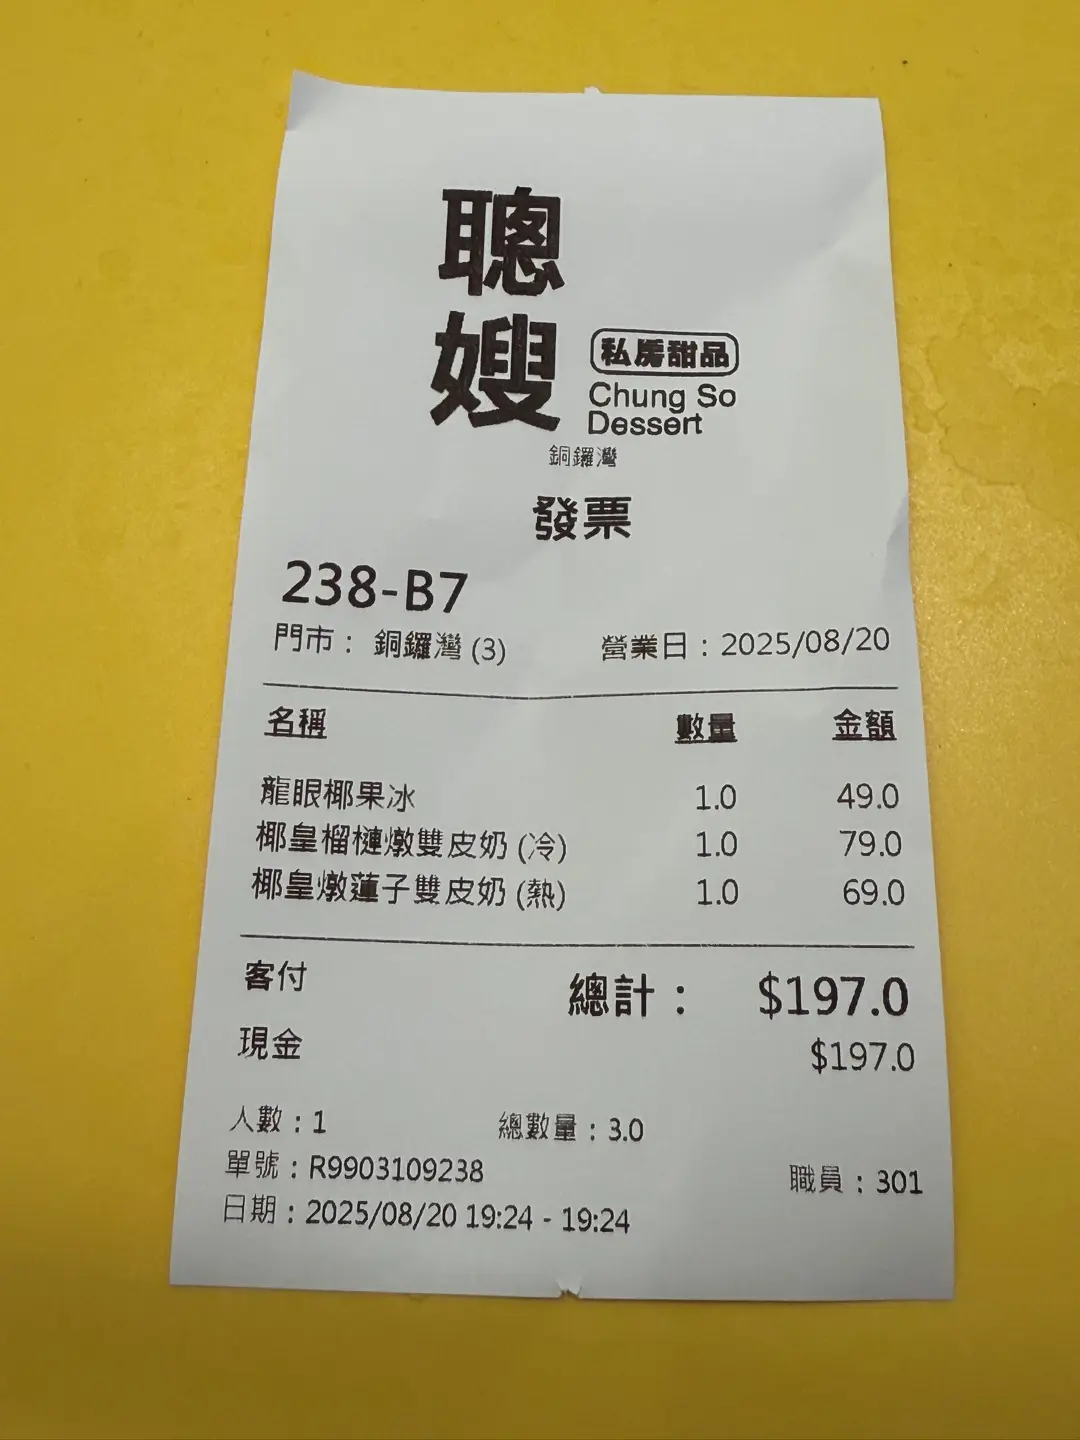 聰嫂
私房甜品
Chung So
Dessert
銅鑼灣
發票
238-B7
門市： 銅鑼灣 (3) 營業日：2025/08/20
名稱 數量 金額
龍眼椰果冰 1.0 49.0
椰皇榴槤燉雙皮奶 (冷) 1.0 79.0
椰皇燉蓮子雙皮奶 (熱) 1.0 69.0
客付 總計： $197.0
現金 $197.0
人數：1 總數量：3.0
單號：R9903109238 職員：301
日期：2025/08/20 19:24 - 19:24